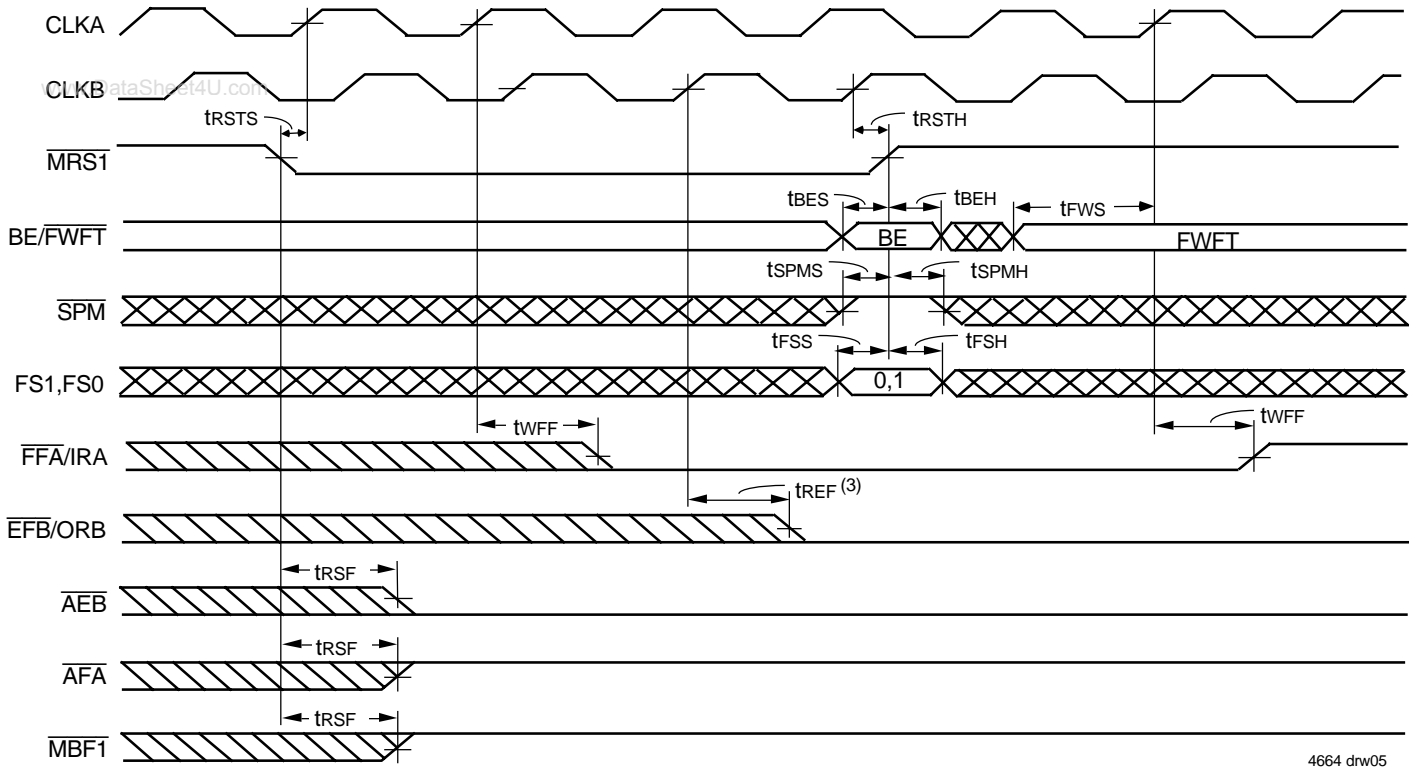 CLKA
www.DataSheet4U.com
CLKB
tRSTS
tRSTH
MRS1
tBES
tBEH
tFWS
BE/FWFT
BE
FWFT
tSPMS
tSPMH
SPM
tFSS
tFSH
FS1,FS0
0,1
tWFF
tWFF
FFA/IRA
tREF (3)
EFB/ORB
tRSF
AEB
tRSF
AFA
tRSF
MBF1
4664 drw05